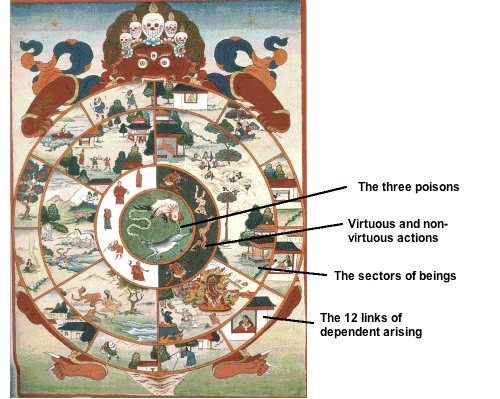 The three poisons
Virtuous and non-
virtuous actions
The sectors of beings
The 12 links of
dependent arising